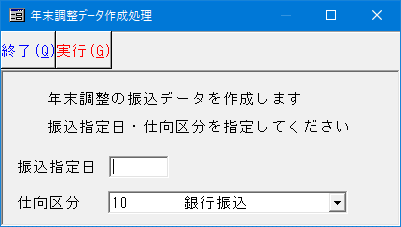 年末調整データ作成処理
終了(Q) 実行(G)
年末調整の振込データを作成します
振込指定日・仕向区分を指定してください
振込指定日
仕向区分 10 銀行振込